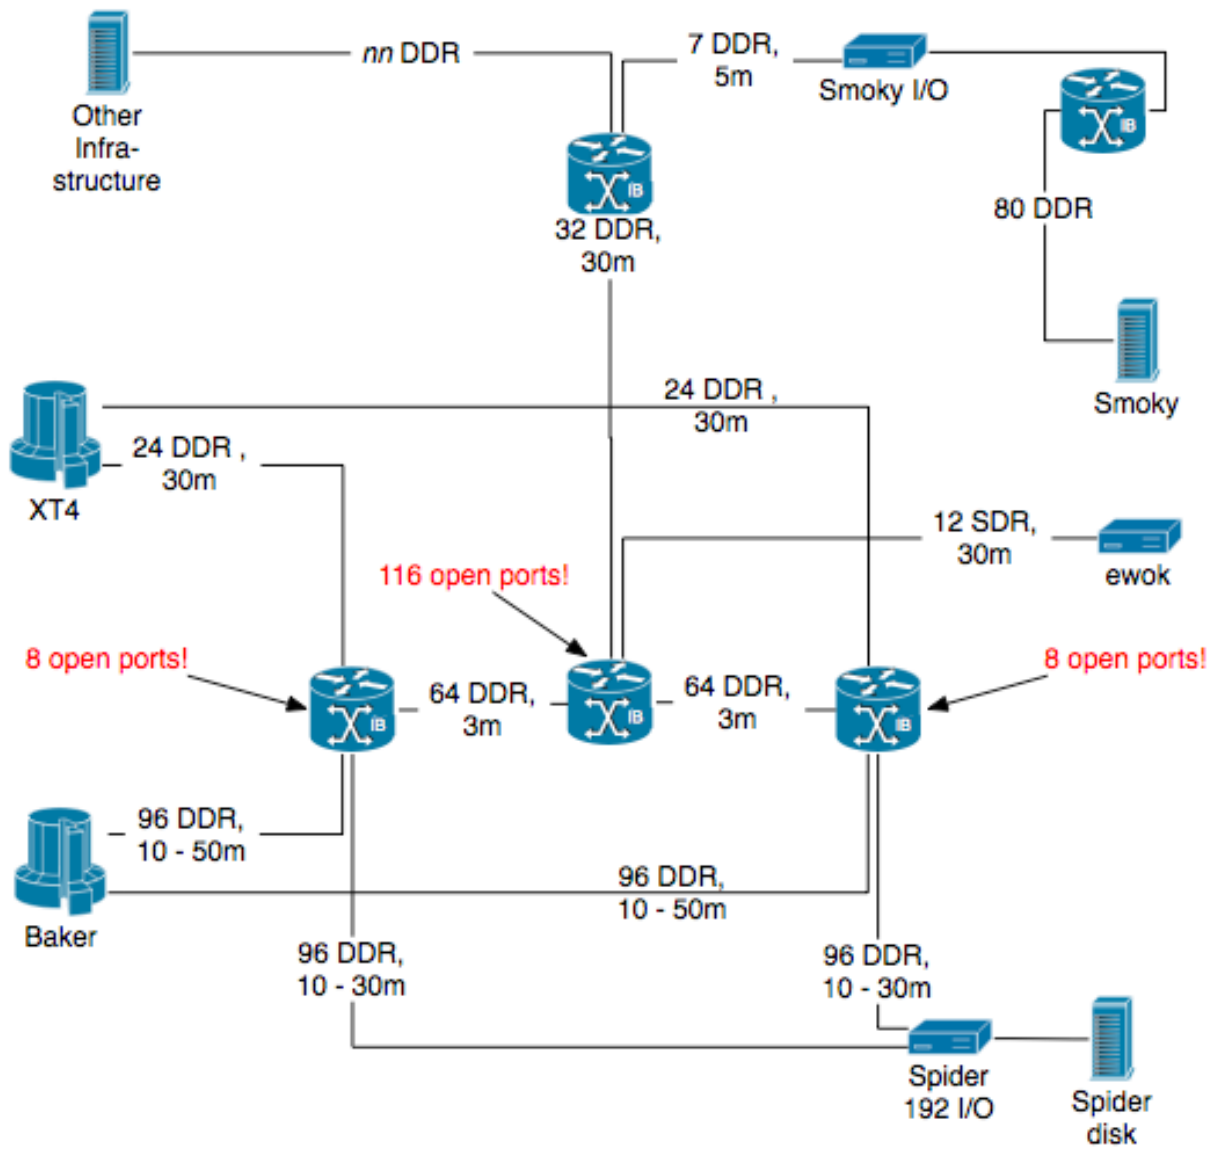 nn DDR
7 DDR,
5m
Smoky I/O
Other
Infra-
structure
IB
IB
80 DDR
32 DDR,
30m
Smoky
24 DDR ,
30m
24 DDR ,
30m
XT4
12 SDR,
30m
ewok
116 open ports!
8 open ports!
8 open ports!
64 DDR,
3m
64 DDR,
3m
IB
IB
IB
96 DDR,
10 - 50m
Baker
96 DDR,
10 - 50m
96 DDR,
10 - 30m
96 DDR,
10 - 30m
Spider
192 I/O
Spider
disk